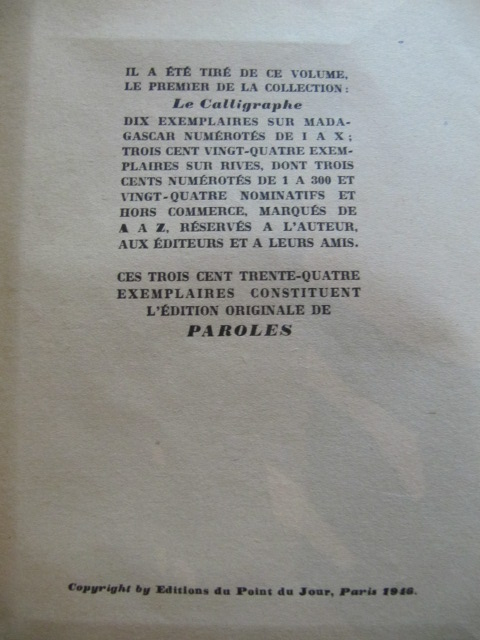 IL A ÉTÉ TIRÉ DE CE VOLUME,
LE PREMIER DE LA COLLECTION :
Le Calligraphe
DIX EXEMPLAIRES SUR MADA-
GASCAR NUMÉROTÉS DE I A X ;
TROIS CENT VINGT-QUATRE EXEM-
PLAIRES SUR RIVES, DONT TROIS
CENTS NUMÉROTÉS DE 1 A 300 ET
VINGT-QUATRE NOMINATIFS ET
HORS COMMERCE, MARQUÉS DE
A A Z, RÉSERVÉS A L'AUTEUR,
AUX ÉDITEURS ET A LEURS AMIS.
CES TROIS CENT TRENTE-QUATRE
EXEMPLAIRES CONSTITUENT
L'ÉDITION ORIGINALE DE
PAROLES
Copyright by Editions du Point du Jour, Paris 1946.